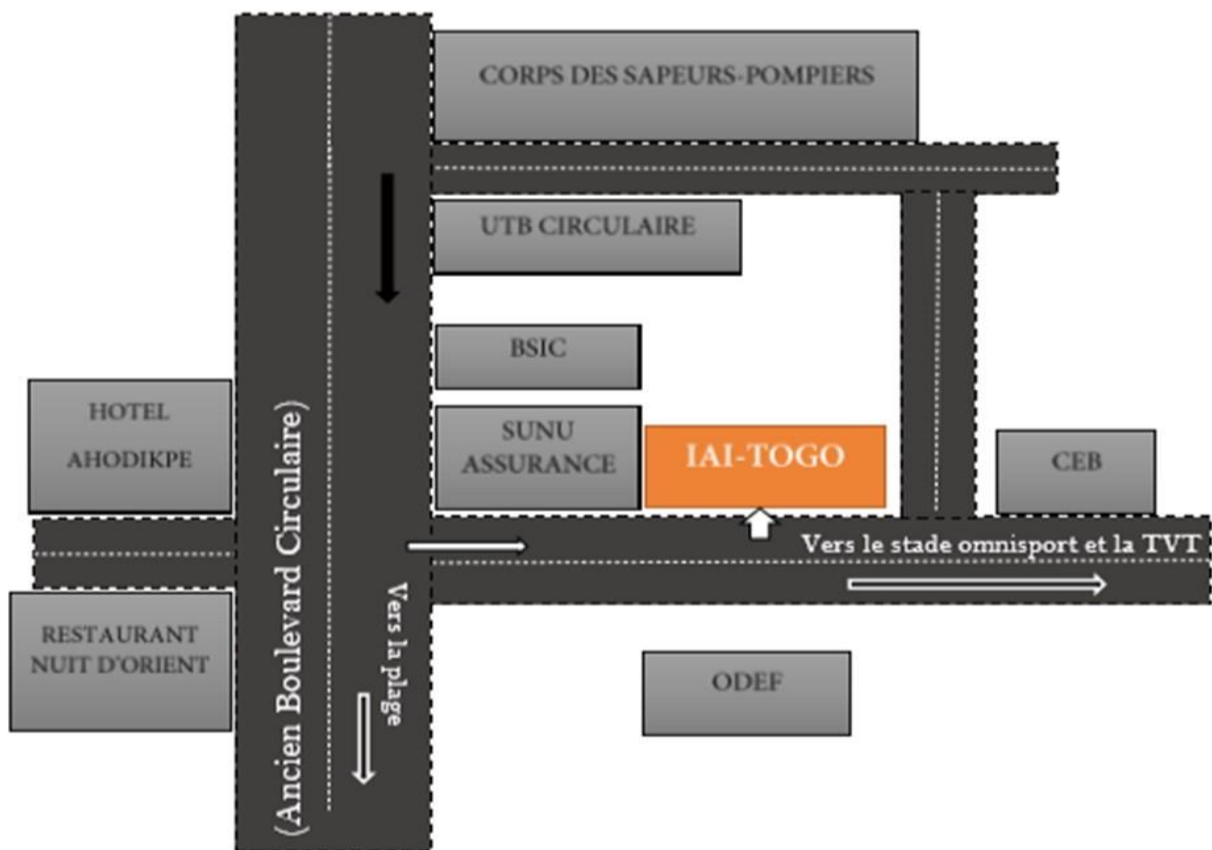 CORPS DES SAPEURS-POMPIERS
UTB CIRCULAIRE
BSIC
HOTEL
AHODIKPE
SUNU
ASSURANCE
IAI-TOGO
CEB
(Ancien Boulevard Circulaire)
Vers le stade omnisport et la TVT
Vers la plage
RESTAURANT
NUIT D'ORIENT
ODEF